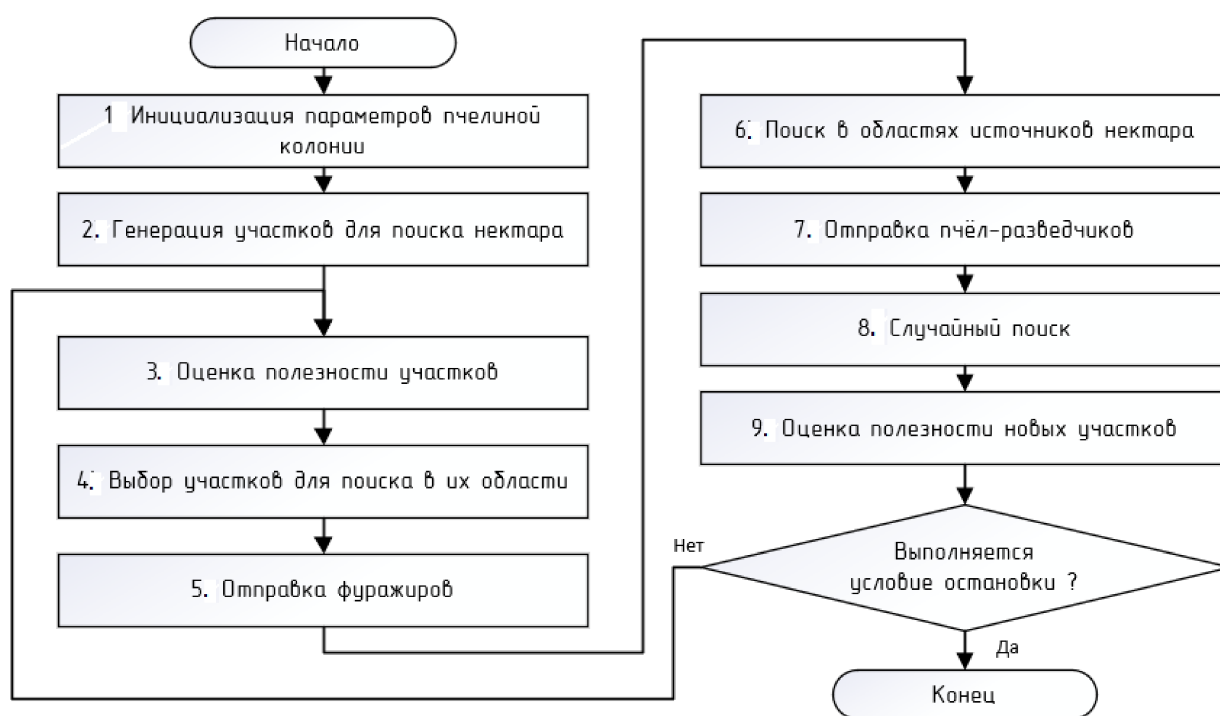 Начало
1 Инициализация параметров пчелиной
колонии
2. Генерация участков для поиска нектара
3. Оценка полезности участков
4. Выбор участков для поиска в их области
5. Отправка фуражиров
6. Поиск в областях источников нектара
7. Отправка пчёл-разведчиков
8. Случайный поиск
9. Оценка полезности новых участков
Нет
Выполняется
условие остановки ?
Да
Конец